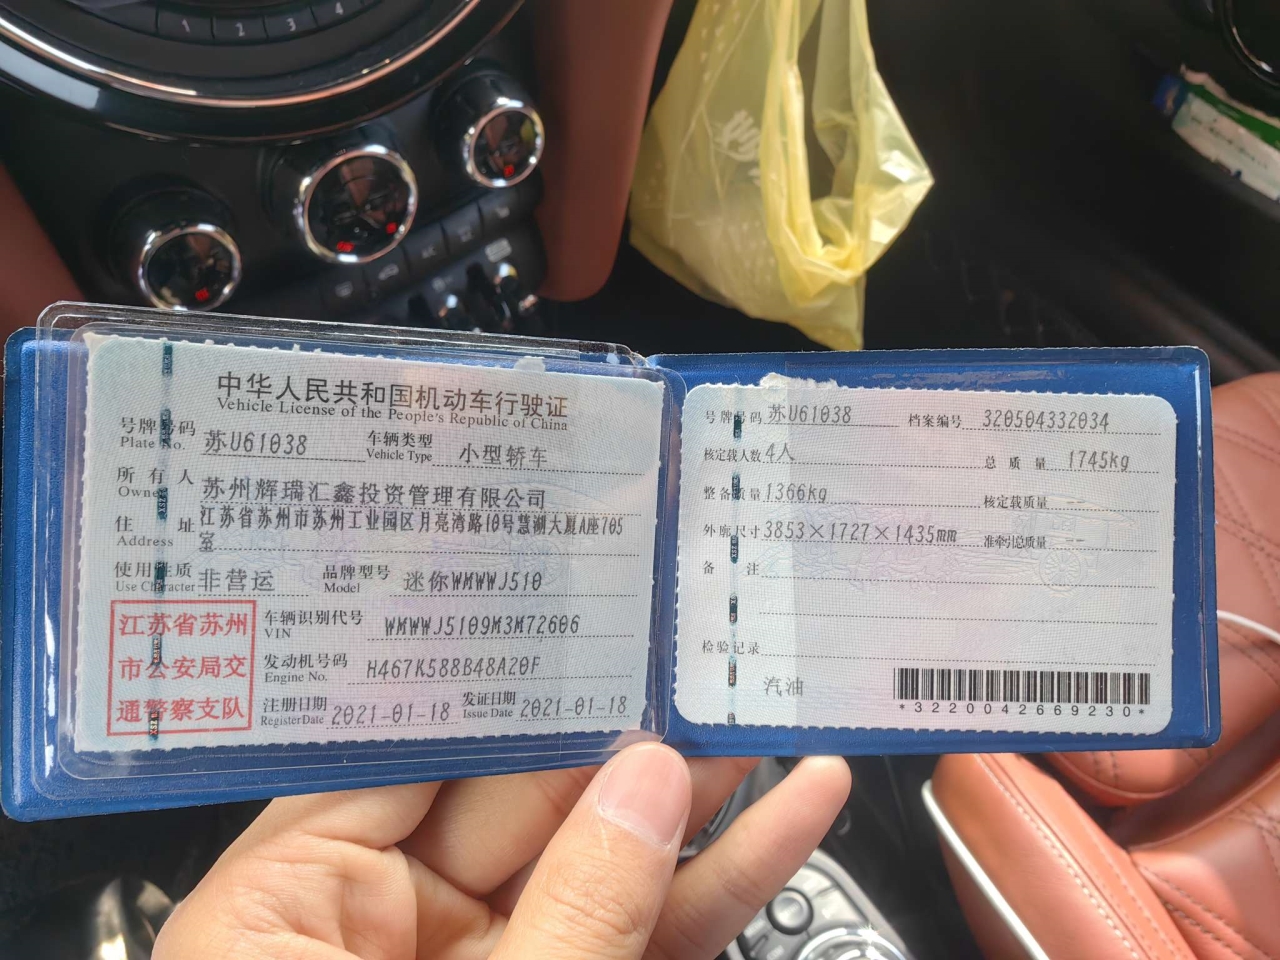 1 2 3 4
中华人民共和国机动车行驶证
Vehicle License of the People's Republic of China
号牌号码 苏U61038 车辆类型 小型轿车
Plate No. Vehicle Type
所有人 苏州辉瑞汇鑫投资管理有限公司
Owner
住址 江苏省苏州市苏州工业园区月亮湾路10号慧湖大厦A座705
Address 室
使用性质 非营运 品牌型号 迷你WMWWJ510
Use Character Model
江苏省苏州
市公安局交
通警察支队
车辆识别代号 WMWWJ5109M3M72606
VIN
发动机号码 H467K588B48A20F
Engine No.
注册日期 2021-01-18 发证日期 2021-01-18
Register Date Issue Date
号牌号码 苏U61038 档案编号 320504332034
核定载人数 4人 总质量 1745kg
整备质量 1366kg 核定载质量 --
外廓尺寸 3853×1727×1435mm 准牵引总质量 --
备注
检验记录
汽油
*3220042669230*